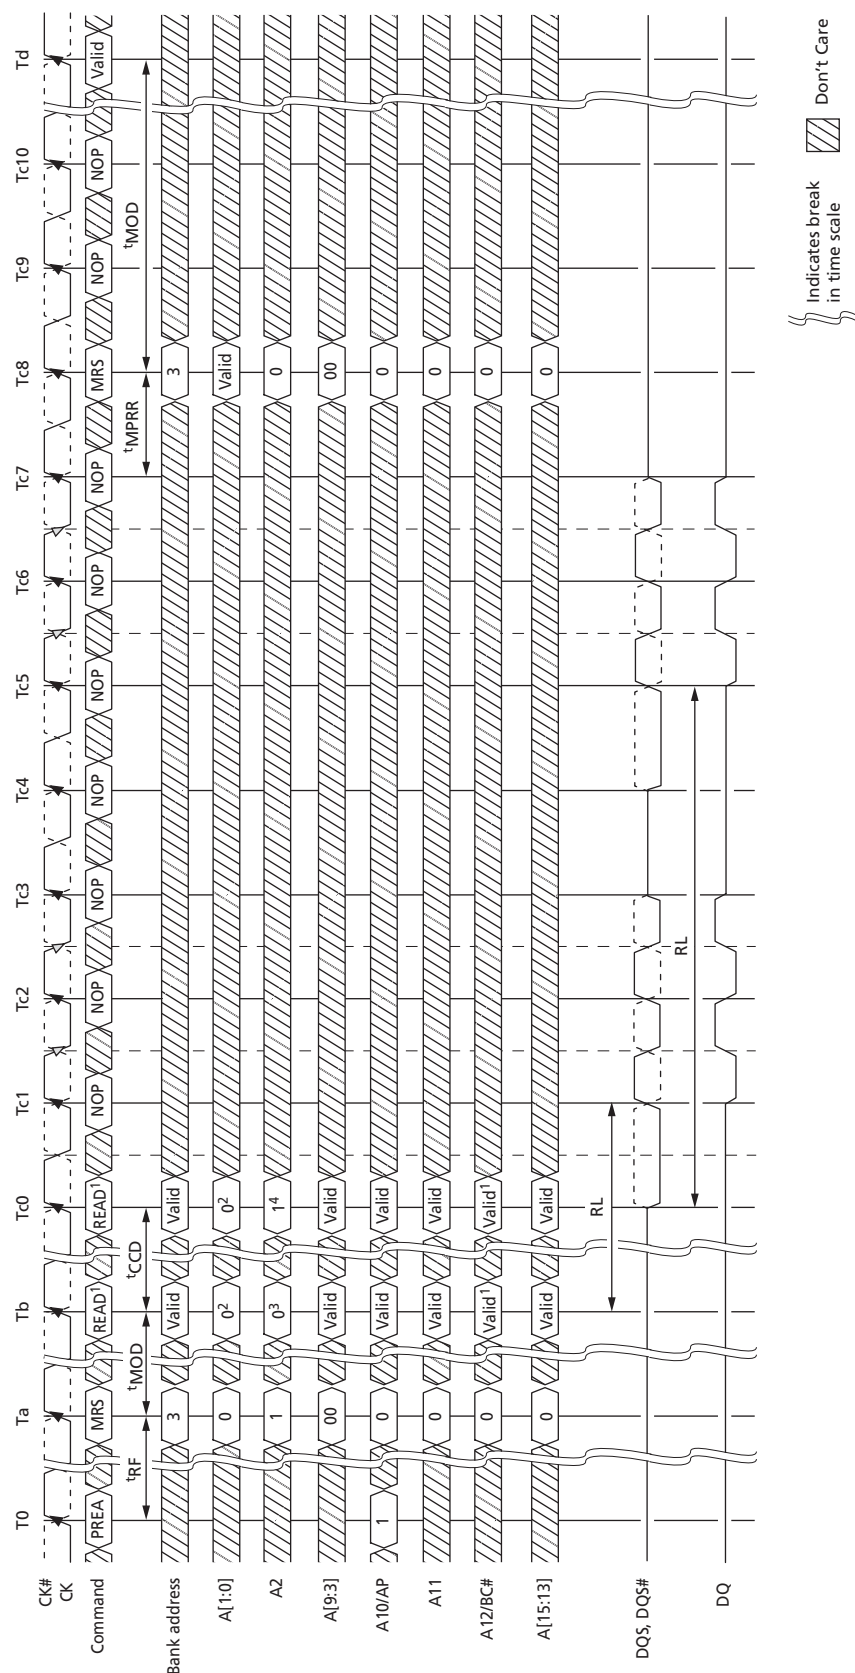 T0 Ta Tb Tc0 Tc1 Tc2 Tc3 Tc4 Tc5 Tc6 Tc7 Tc8 Tc9 Tc10 Td
CK#
CK
Command PREA MRS READ1 READ1 NOP NOP NOP NOP NOP NOP NOP MRS NOP NOP Valid
tRF tMOD tCCD tMPRR tMOD
Bank address 3 Valid Valid 3
A[1:0] 0 0² 0² Valid
A2 1 0³ 1⁴ 0
A[9:3] 00 Valid Valid 00
A10/AP 1 0 Valid Valid 0
A11 0 Valid Valid 0
A12/BC# 0 Valid1 Valid1 0
A[15:13] 0 Valid Valid 0
RL
DQS, DQS#
RL
DQ
Indicates break
in time scale
Don't Care